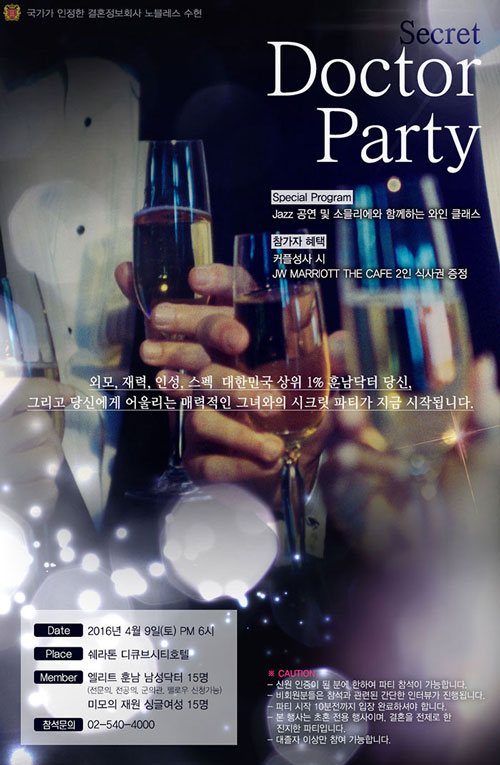 국가가 인정한 결혼정보회사 노블레스 수현
Secret
Doctor
Party
Special Program
Jazz 공연 및 소믈리에와 함께하는 와인 클래스
참가자 혜택
커플성사 시
JW MARRIOTT THE CAFE 2인 식사권 증정
외모, 재력, 인성, 스펙 대한민국 상위 1% 훈남닥터 당신,
그리고 당신에게 어울리는 매력적인 그녀와의 시크릿 파티가 지금 시작됩니다.
Date 2016년 4월 9일(토) PM 6시
Place 쉐라톤 디큐브시티호텔
Member 엘리트 훈남 남성닥터 15명
(전문의, 전공의, 군의관, 펠로우 신청가능)
미모의 재원 싱글여성 15명
참석문의 02-540-4000
※ CAUTION
- 신원 인증이 된 분에 한하여 파티 참석이 가능합니다.
- 비회원분들은 참석과 관련된 간단한 인터뷰가 진행됩니다.
- 파티 시작 10분전까지 입장 완료하셔야 합니다.
- 본 행사는 초혼 전용 행사이며, 결혼을 전제로 한
진지한 파티입니다.
- 대졸자 이상만 참여 가능합니다.